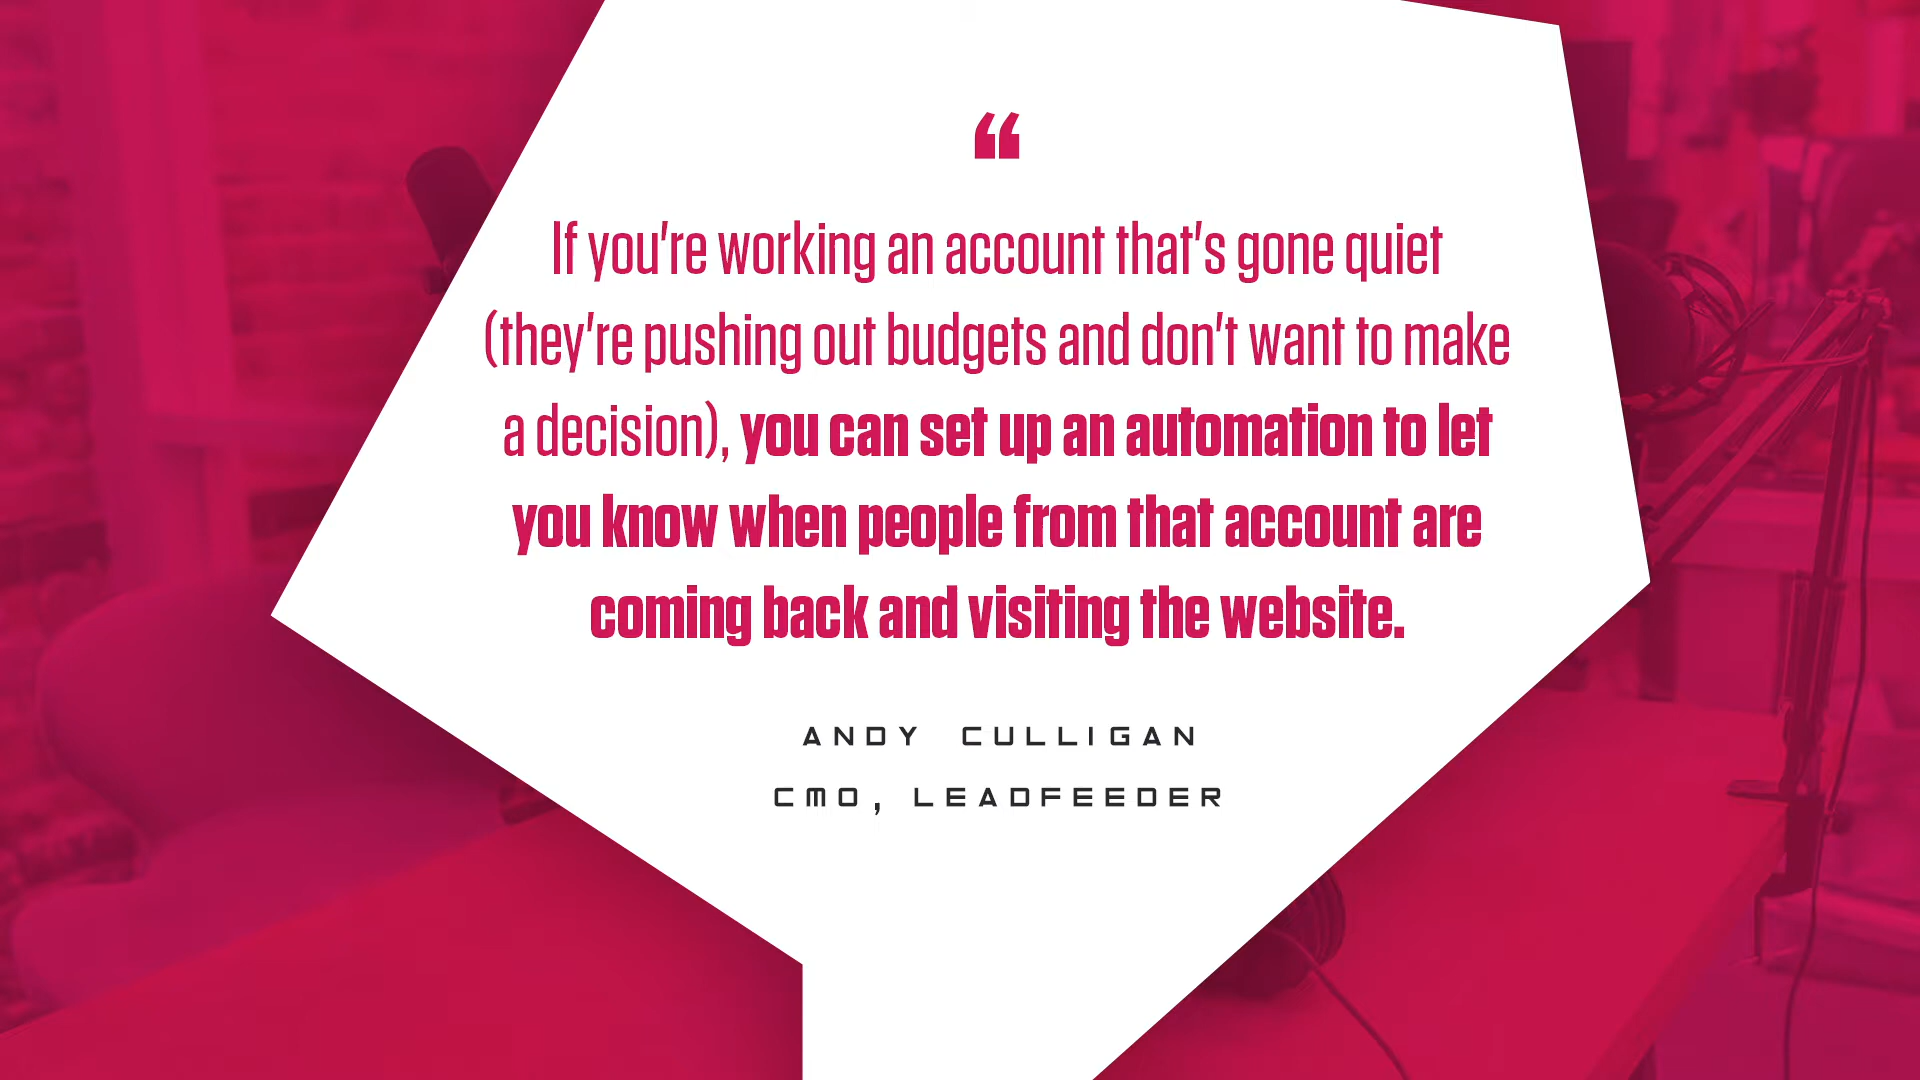 “
If you're working an account that's gone quiet
(they're pushing out budgets and don't want to make
a decision), you can set up an automation to let
you know when people from that account are
coming back and visiting the website.
ANDY CULLIGAN
CMO, LEADFEEDER